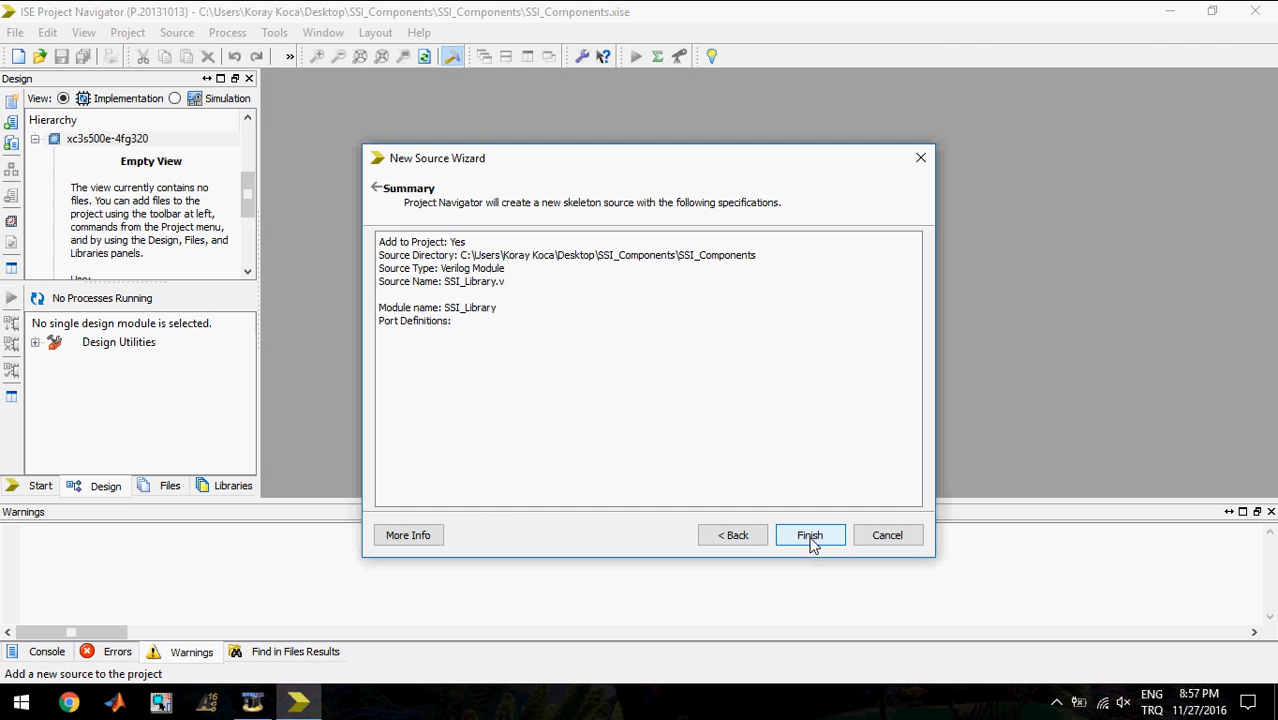 ISE Project Navigator (P.20131013) - C:\Users\Koray Koca\Desktop\SSI_Components\SSI_Components\SSI_Components.xise
File Edit View Project Source Process Tools Window Layout Help
»
Design
View: Implementation Simulation
Hierarchy
xc3s500e-4fg320
Empty View
The view currently contains no
files. You can add files to the
project using the toolbar at left,
commands from the Project menu,
and by using the Design, Files, and
Libraries panels.
No Processes Running
No single design module is selected.
Design Utilities
Start Design Files Libraries
New Source Wizard
Summary
Project Navigator will create a new skeleton source with the following specifications.
Add to Project: Yes
Source Directory: C:\Users\Koray Koca\Desktop\SSI_Components\SSI_Components
Source Type: Verilog Module
Source Name: SSI_Library.v
Module name: SSI_Library
Port Definitions:
More Info < Back Finish Cancel
Warnings
Console Errors Warnings Find in Files Results
Add a new source to the project
16
ENG 8:57 PM
TRQ 11/27/2016